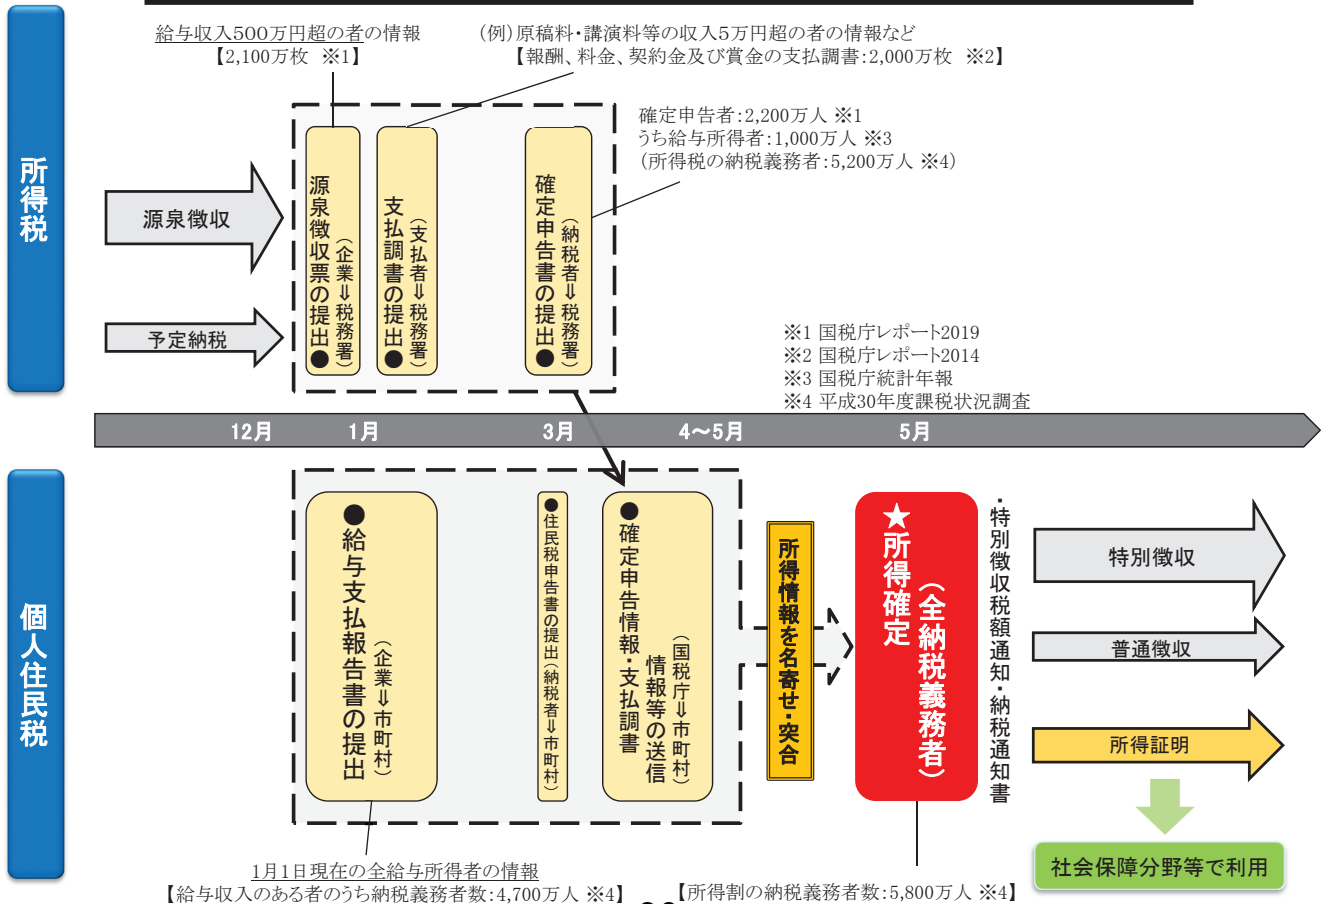 給与収入500万円超の者の情報
【2,100万枚 ※1】
(例)原稿料・講演料等の収入5万円超の者の情報など
【報酬、料金、契約金及び賞金の支払調書:2,000万枚 ※2】
確定申告者:2,200万人 ※1
うち給与所得者:1,000万人 ※3
(所得税の納税義務者:5,200万人 ※4)
所得税
源泉徴収
予定納税
源泉徴収票の提出●
(企業⇒税務署)
支払調書の提出●
(支払者⇒税務署)
確定申告書の提出●
(納税者⇒税務署)
※1 国税庁レポート2019
※2 国税庁レポート2014
※3 国税庁統計年報
※4 平成30年度課税状況調査
12月 1月 3月 4~5月 5月
個人住民税
●給与支払報告書の提出
(企業⇒市町村)
●住民税申告書の提出(納税者⇒市町村)
●確定申告情報・支払調書
情報等の送信
(国税庁⇒市町村)
所得情報を名寄せ・突合
★所得確定
(全納税義務者)
・特別徴収税額通知・納税通知書
特別徴収
普通徴収
所得証明
社会保障分野等で利用
1月1日現在の全給与所得者の情報
【給与収入のある者のうち納税義務者数:4,700万人 ※4】
【所得割の納税義務者数:5,800万人 ※4】